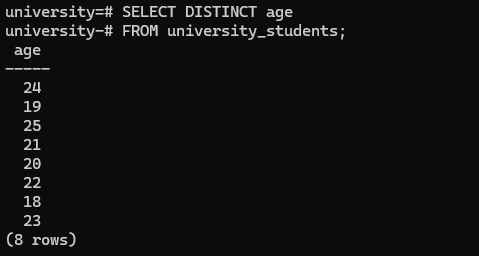 university=# SELECT DISTINCT age
university-# FROM university_students;
 age
-----
  24
  19
  25
  21
  20
  22
  18
  23
(8 rows)